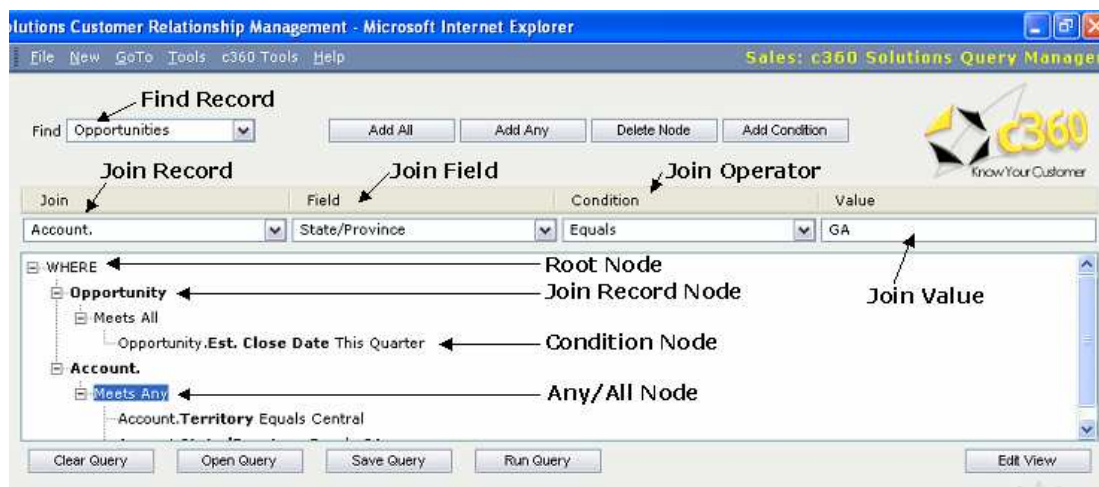 olutions Customer Relationship Management - Microsoft Internet Explorer
File New GoTo Tools c360 Tools Help Sales: c360 Solutions Query Manage
Find Record
Find Opportunities Add All Add Any Delete Node Add Condition
c360
Know Your Customer
Join Record Join Field Join Operator
Join Field Condition Value
Account. State/Province Equals GA
WHERE Root Node
Opportunity Join Record Node Join Value
Meets All
Opportunity.Est. Close Date This Quarter Condition Node
Account.
Meets Any Any/All Node
Account.Territory Equals Central
Clear Query Open Query Save Query Run Query Edit View